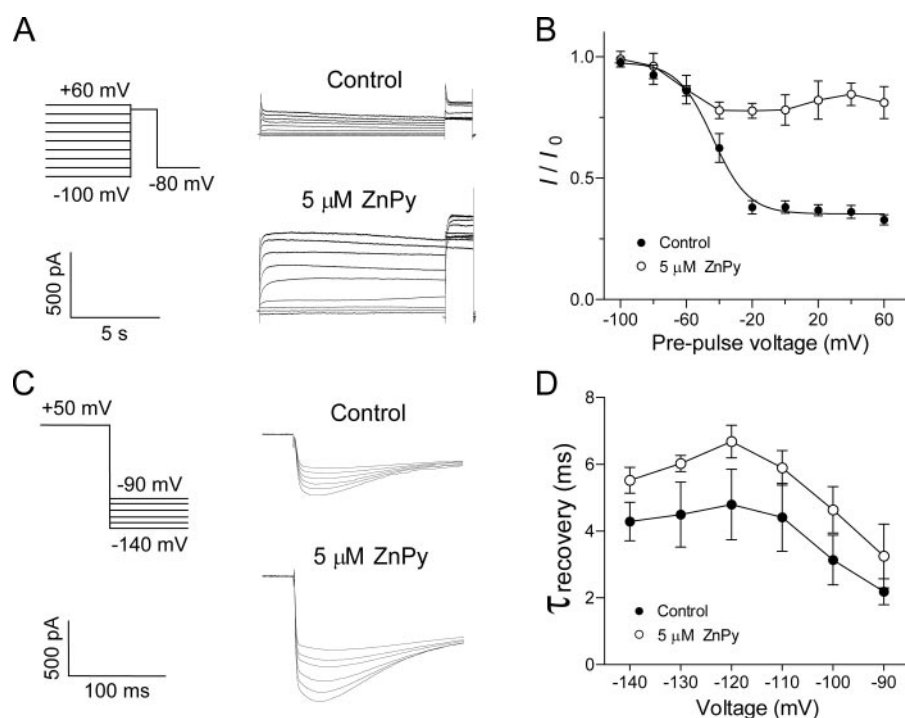 A
+60 mV
-100 mV
-80 mV
500 pA
5 s
Control
5 μM ZnPy
B
I / I0
1.0
0.5
0.0
Control
5 μM ZnPy
-100
-60
-20
20
60
Pre-pulse voltage (mV)
C
+50 mV
-90 mV
-140 mV
500 pA
100 ms
Control
5 μM ZnPy
D
τ recovery (ms)
8
6
4
2
0
Control
5 μM ZnPy
-140
-130
-120
-110
-100
-90
Voltage (mV)